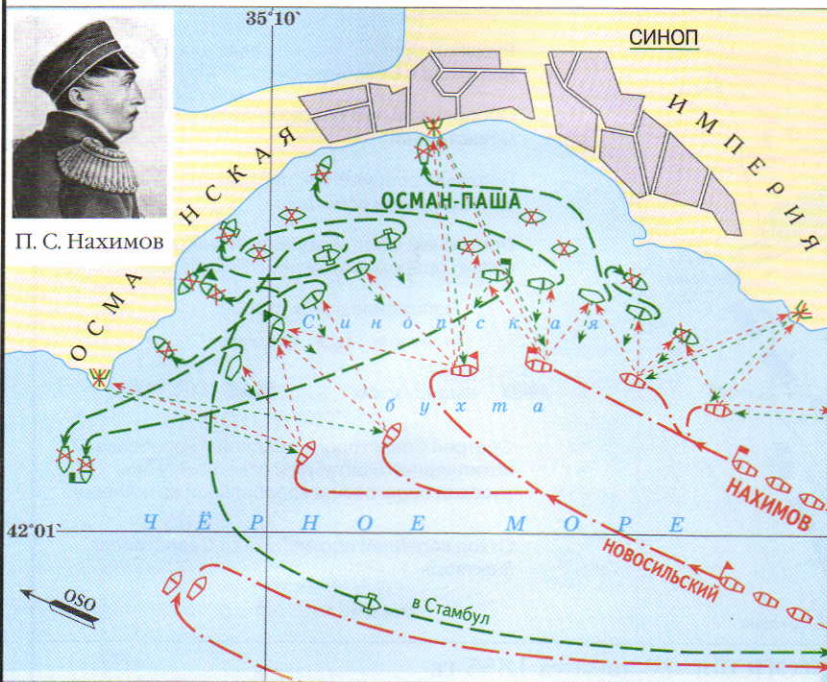 35°10`
СИНОП
ОСМАНСКАЯ ИМПЕРИЯ
П. С. Нахимов
ОСМАН-ПАША
Синопская
бухта
НАХИМОВ
42°01`
ЧЁРНОЕ МОРЕ
НОВОСИЛЬСКИЙ
OSO
в Стамбул